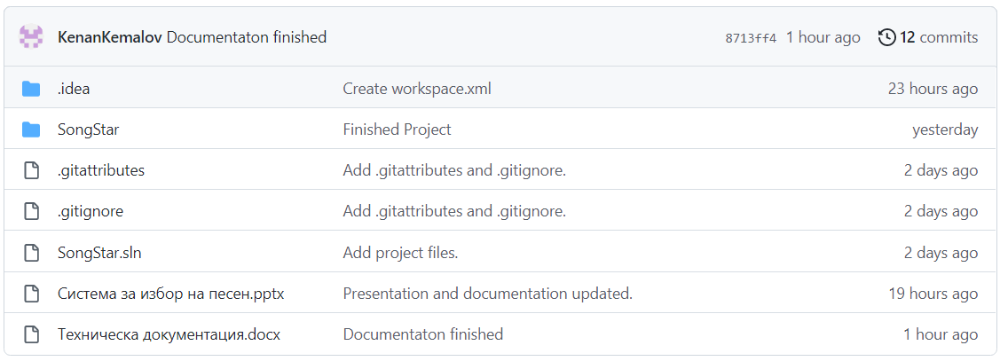 KenanKemalov Documentaton finished 8713ff4 1 hour ago 12 commits
.idea Create workspace.xml 23 hours ago
SongStar Finished Project yesterday
.gitattributes Add .gitattributes and .gitignore. 2 days ago
.gitignore Add .gitattributes and .gitignore. 2 days ago
SongStar.sln Add project files. 2 days ago
Система за избор на песен.pptx Presentation and documentation updated. 19 hours ago
Техническа документация.docx Documentaton finished 1 hour ago